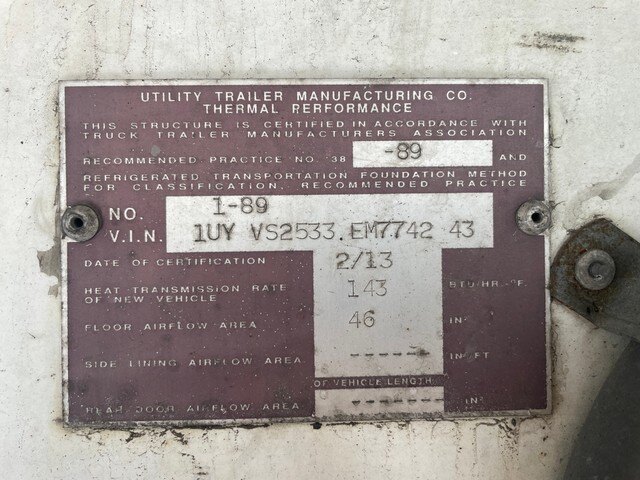 UTILITY TRAILER MANUFACTURING CO.
THERMAL PERFORMANCE
THIS STRUCTURE IS CERTIFIED IN ACCORDANCE WITH
TRUCK TRAILER MANUFACTURERS ASSOCIATION
RECOMMENDED PRACTICE NO. 38 -89 AND
REFRIGERATED TRANSPORTATION FOUNDATION METHOD
FOR CLASSIFICATION, RECOMMENDED PRACTICE
NO. 1-89
V.I.N. 1UY VS2533 EM7742 43
DATE OF CERTIFICATION 2/13
HEAT TRANSMISSION RATE 143 BTU/HR-°F.
OF NEW VEHICLE
FLOOR AIRFLOW AREA 46 IN²
SIDE LINING AIRFLOW AREA ------ IN²/FT
OF VEHICLE LENGTH
REAR DOOR AIRFLOW AREA ------- IN²